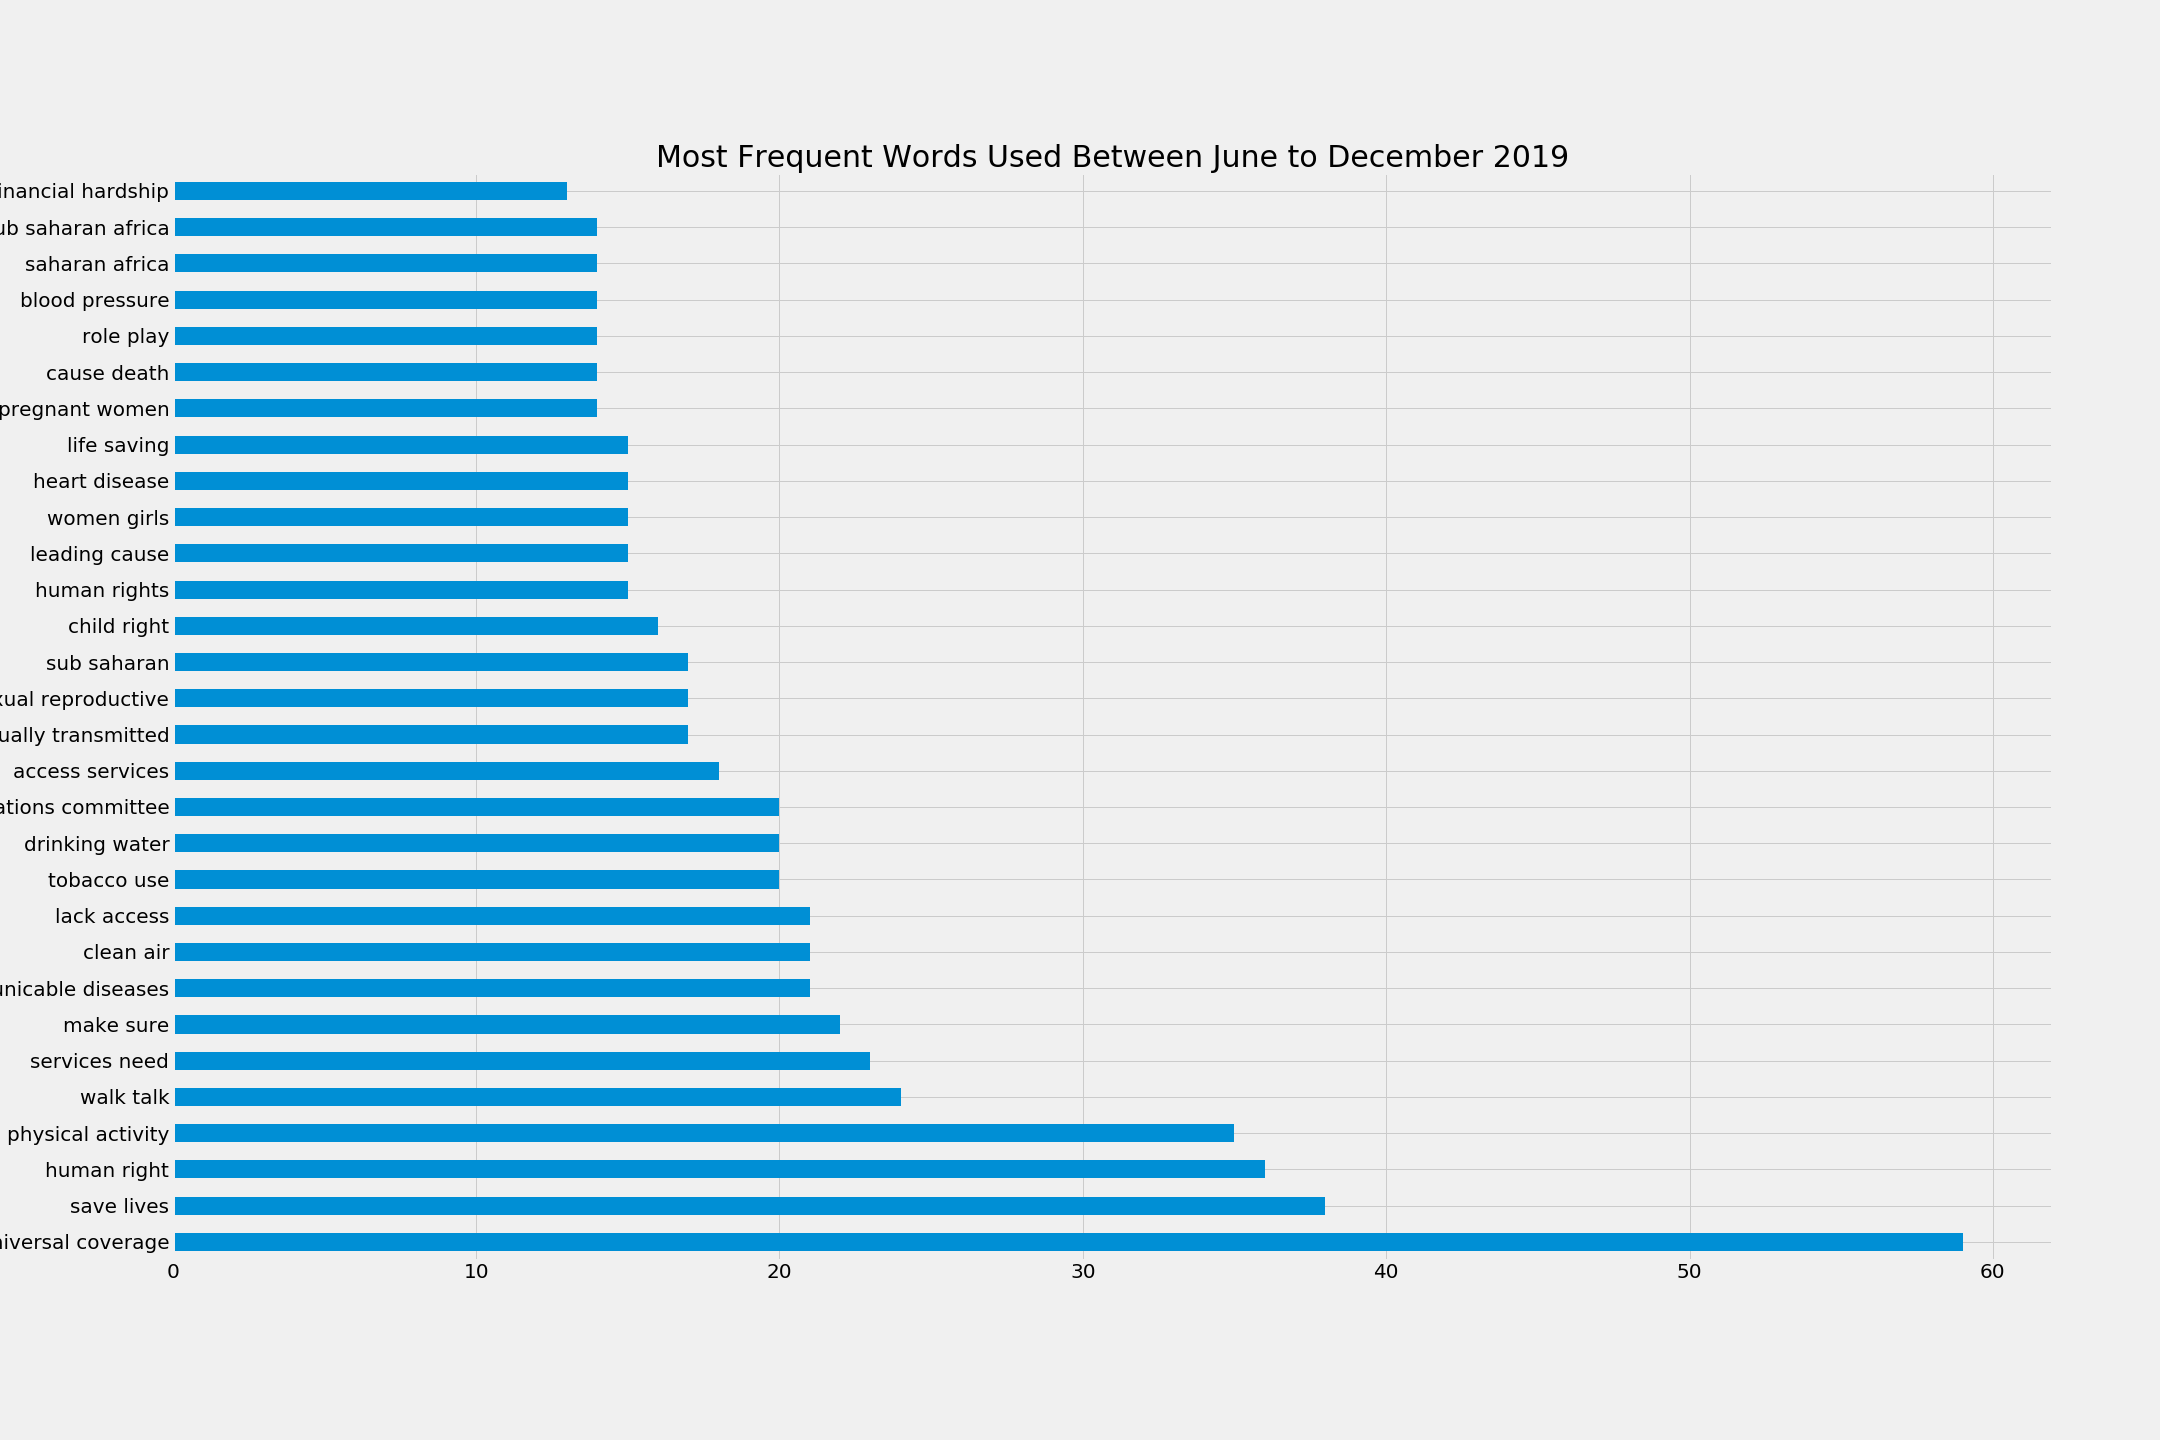 Most Frequent Words Used Between June to December 2019
inancial hardship
ub saharan africa
saharan africa
blood pressure
role play
cause death
pregnant women
life saving
heart disease
women girls
leading cause
human rights
child right
sub saharan
xual reproductive
ually transmitted
access services
ations committee
drinking water
tobacco use
lack access
clean air
unicable diseases
make sure
services need
walk talk
physical activity
human right
save lives
niversal coverage
0 10 20 30 40 50 60